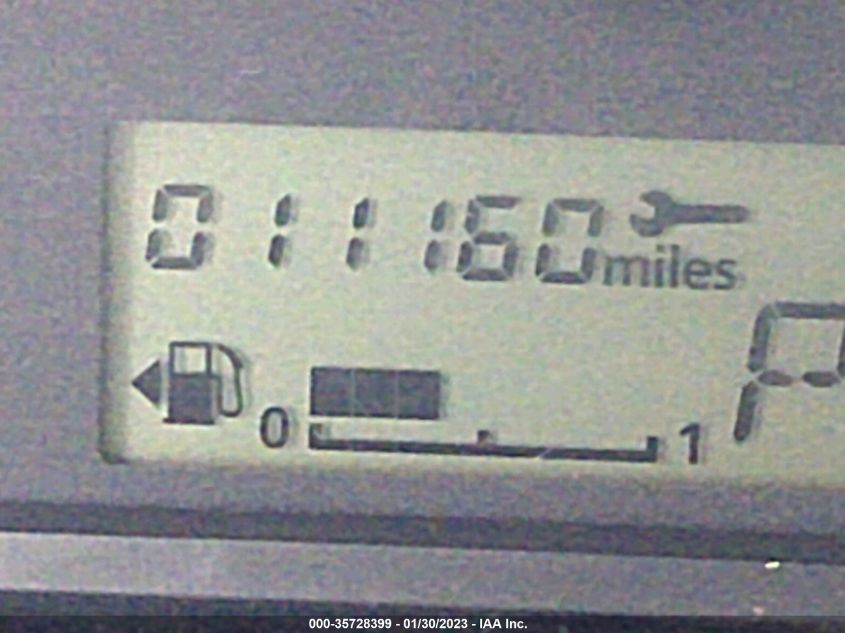 011160 miles
P
0 1
000-35728399 - 01/30/2023 - IAA Inc.